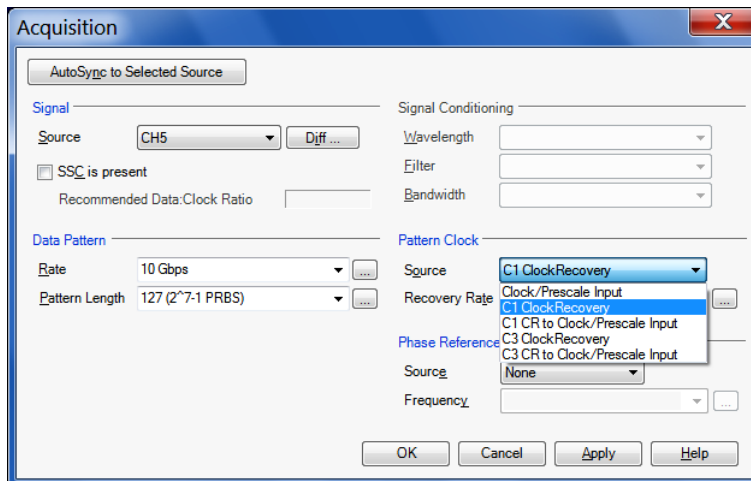 Acquisition
AutoSync to Selected Source
Signal
Source
CH5
Diff ...
SSC is present
Recommended Data:Clock Ratio
Signal Conditioning
Wavelength
Filter
Bandwidth
Data Pattern
Rate
10 Gbps
...
Pattern Length
127 (2^7-1 PRBS)
...
Pattern Clock
Source
C1 ClockRecovery
Clock/Prescale Input
C1 ClockRecovery
C1 CR to Clock/Prescale Input
C3 ClockRecovery
C3 CR to Clock/Prescale Input
Recovery Rate
...
Phase Reference
Source
None
Frequency
...
OK
Cancel
Apply
Help